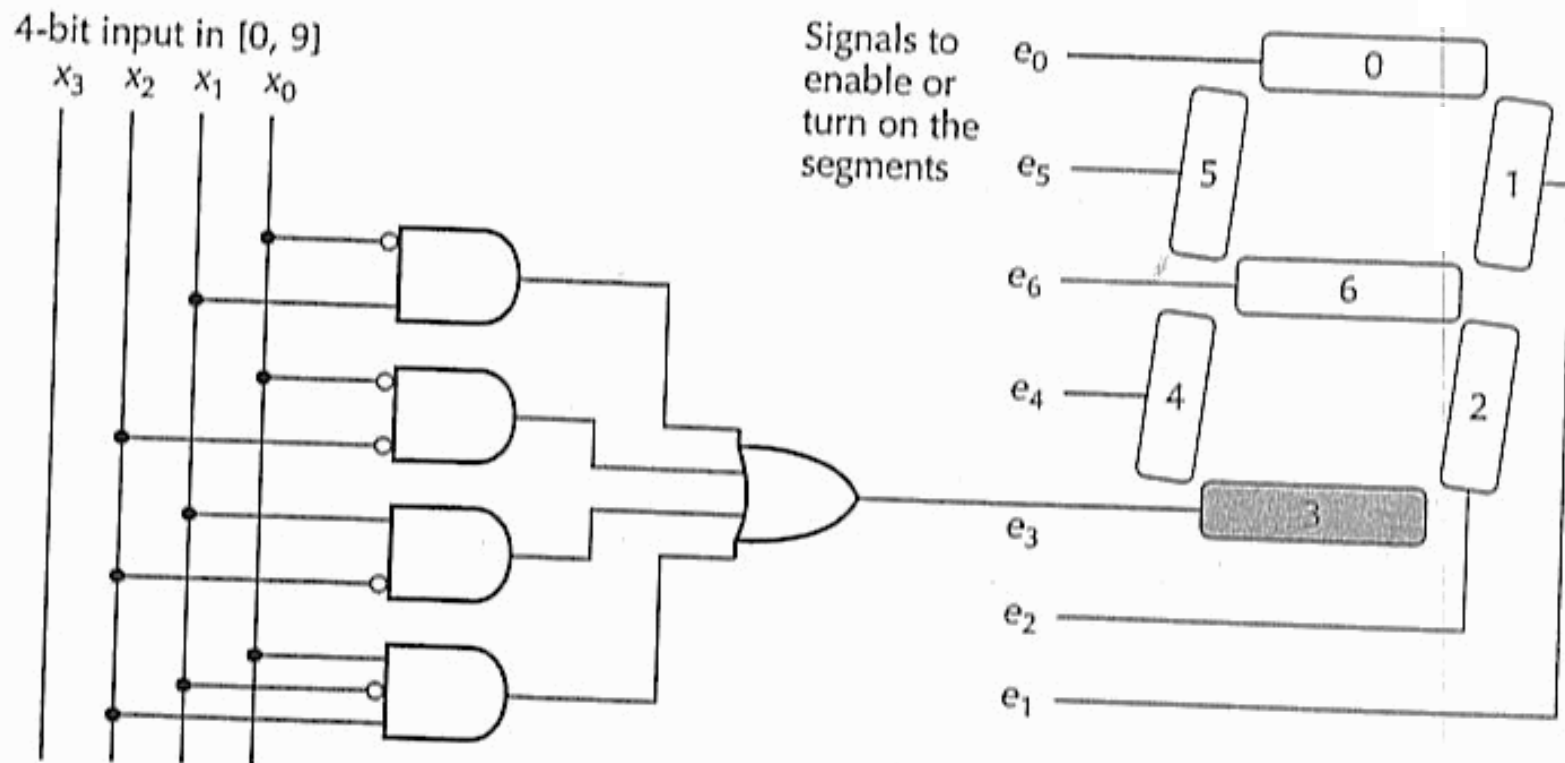 4-bit input in [0, 9]
x₃ x₂ x₁ x₀
Signals to
enable or
turn on the
segments
e₀
e₅
e₆
e₄
e₃
e₂
e₁
0
5
1
6
4
2
3